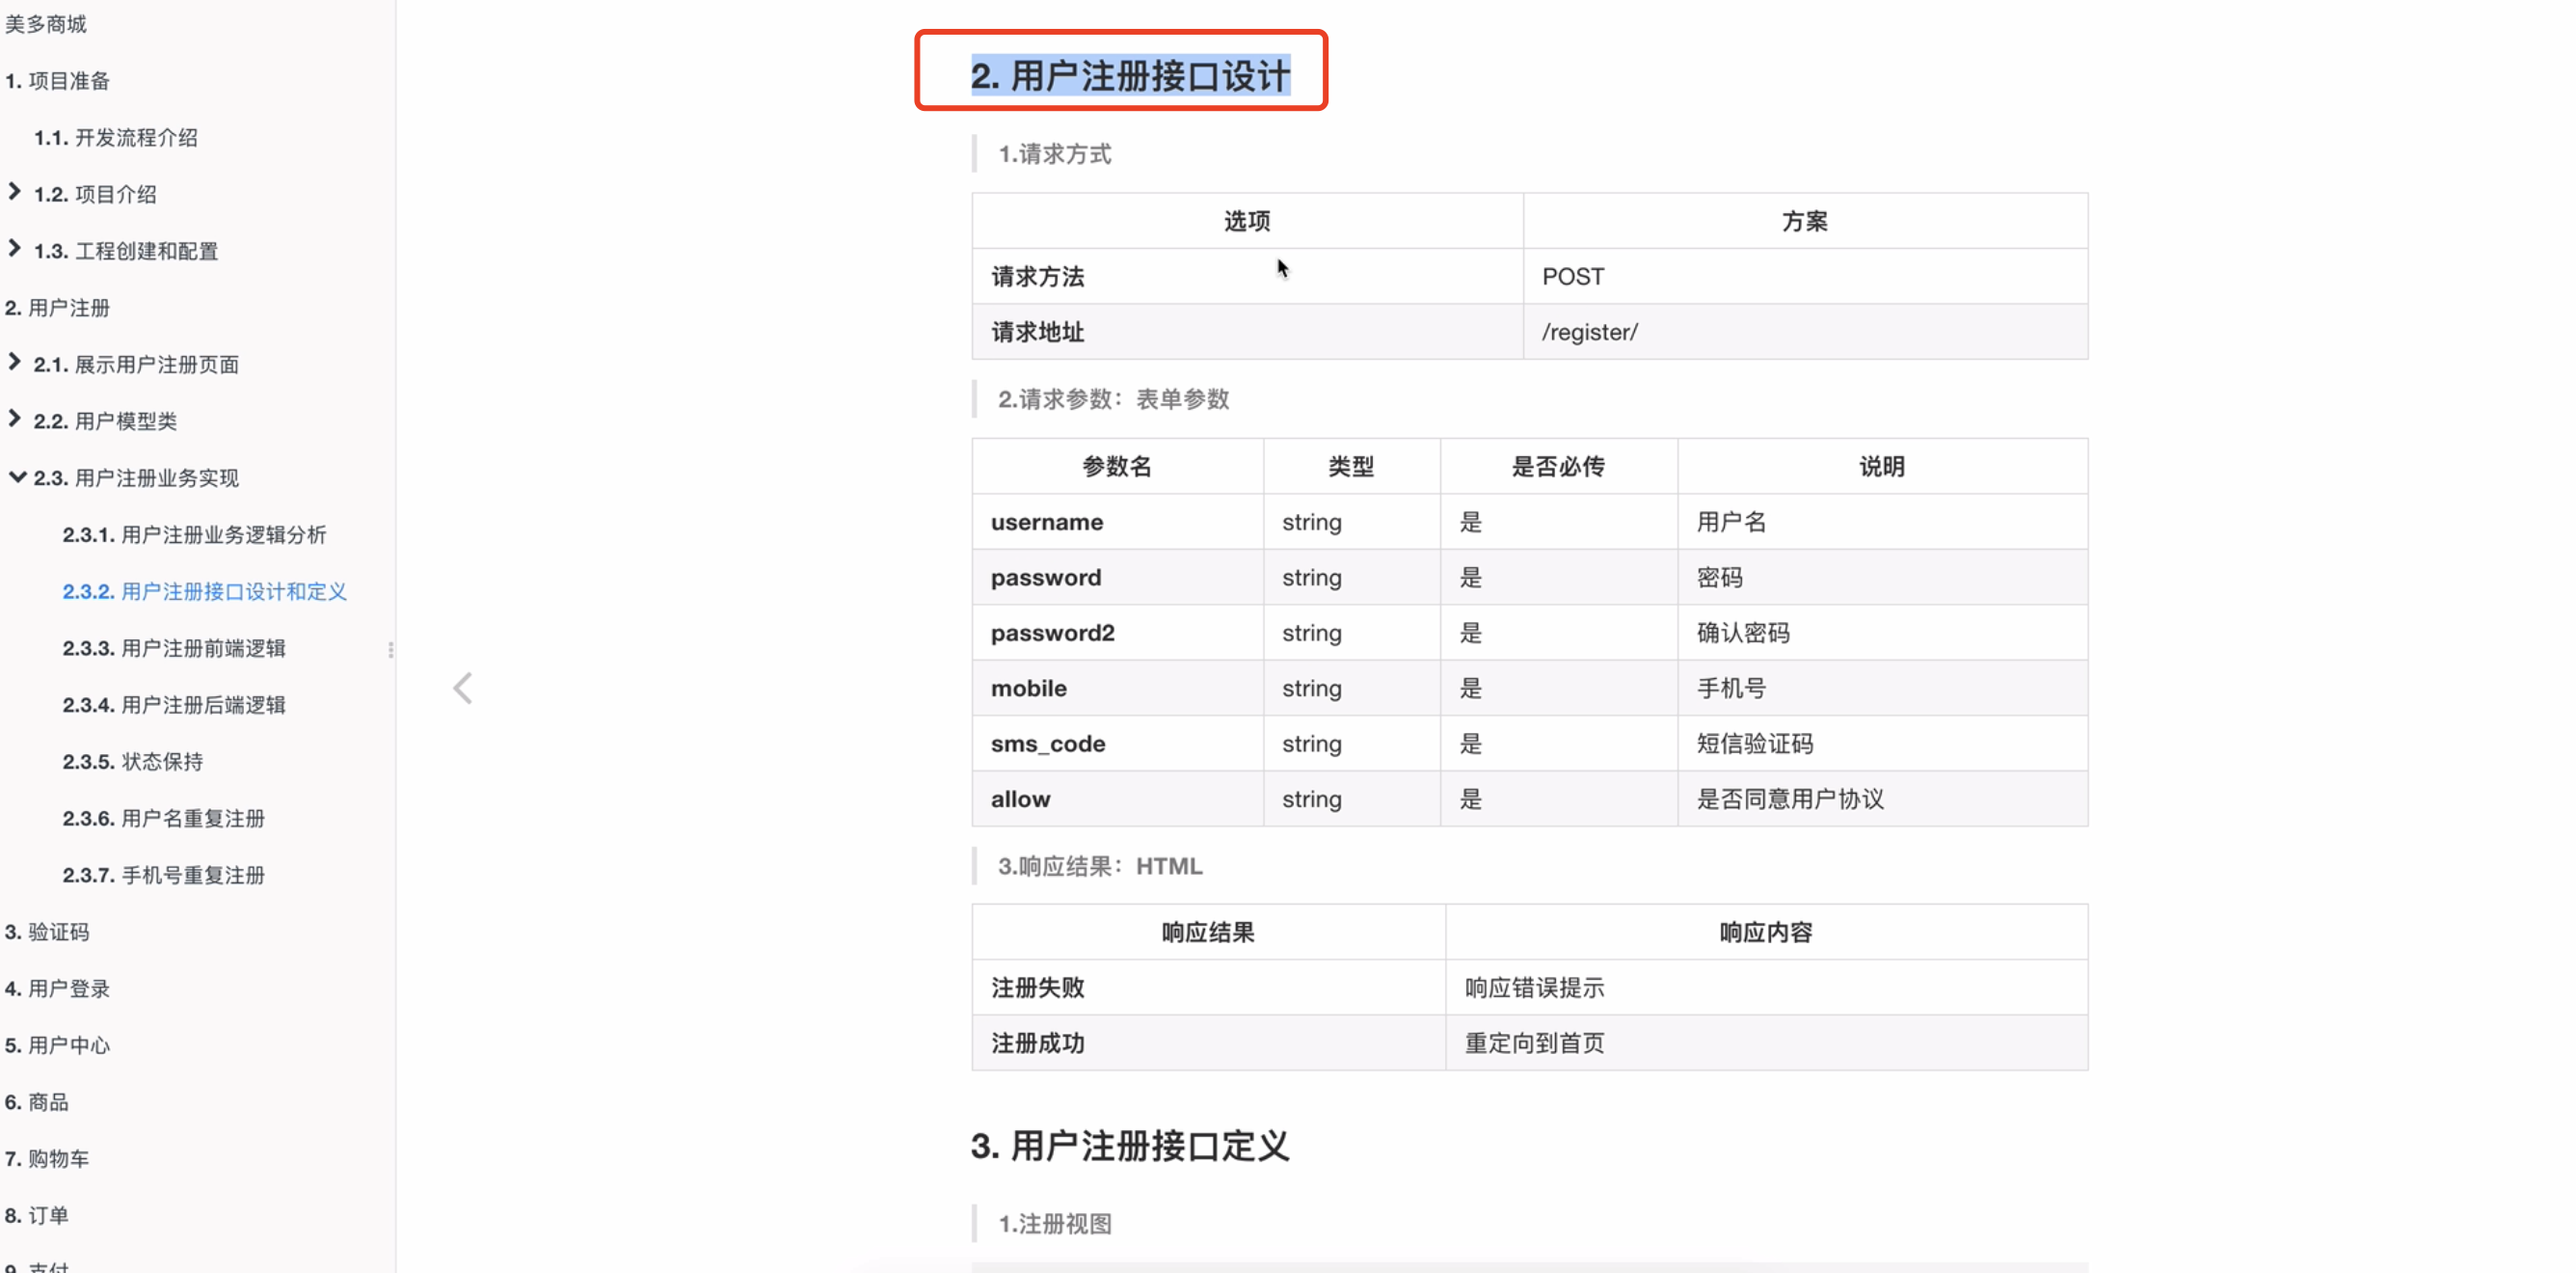 美多商城
1. 项目准备
1.1. 开发流程介绍
1.2. 项目介绍
1.3. 工程创建和配置
2. 用户注册
2.1. 展示用户注册页面
2.2. 用户模型类
2.3. 用户注册业务实现
2.3.1. 用户注册业务逻辑分析
2.3.2. 用户注册接口设计和定义
2.3.3. 用户注册前端逻辑
2.3.4. 用户注册后端逻辑
2.3.5. 状态保持
2.3.6. 用户名重复注册
2.3.7. 手机号重复注册
3. 验证码
4. 用户登录
5. 用户中心
6. 商品
7. 购物车
8. 订单
9. 支付
2. 用户注册接口设计
1.请求方式
选项 方案
请求方法 POST
请求地址 /register/
2.请求参数：表单参数
参数名 类型 是否必传 说明
username string 是 用户名
password string 是 密码
password2 string 是 确认密码
mobile string 是 手机号
sms_code string 是 短信验证码
allow string 是 是否同意用户协议
3.响应结果：HTML
响应结果 响应内容
注册失败 响应错误提示
注册成功 重定向到首页
3. 用户注册接口定义
1.注册视图